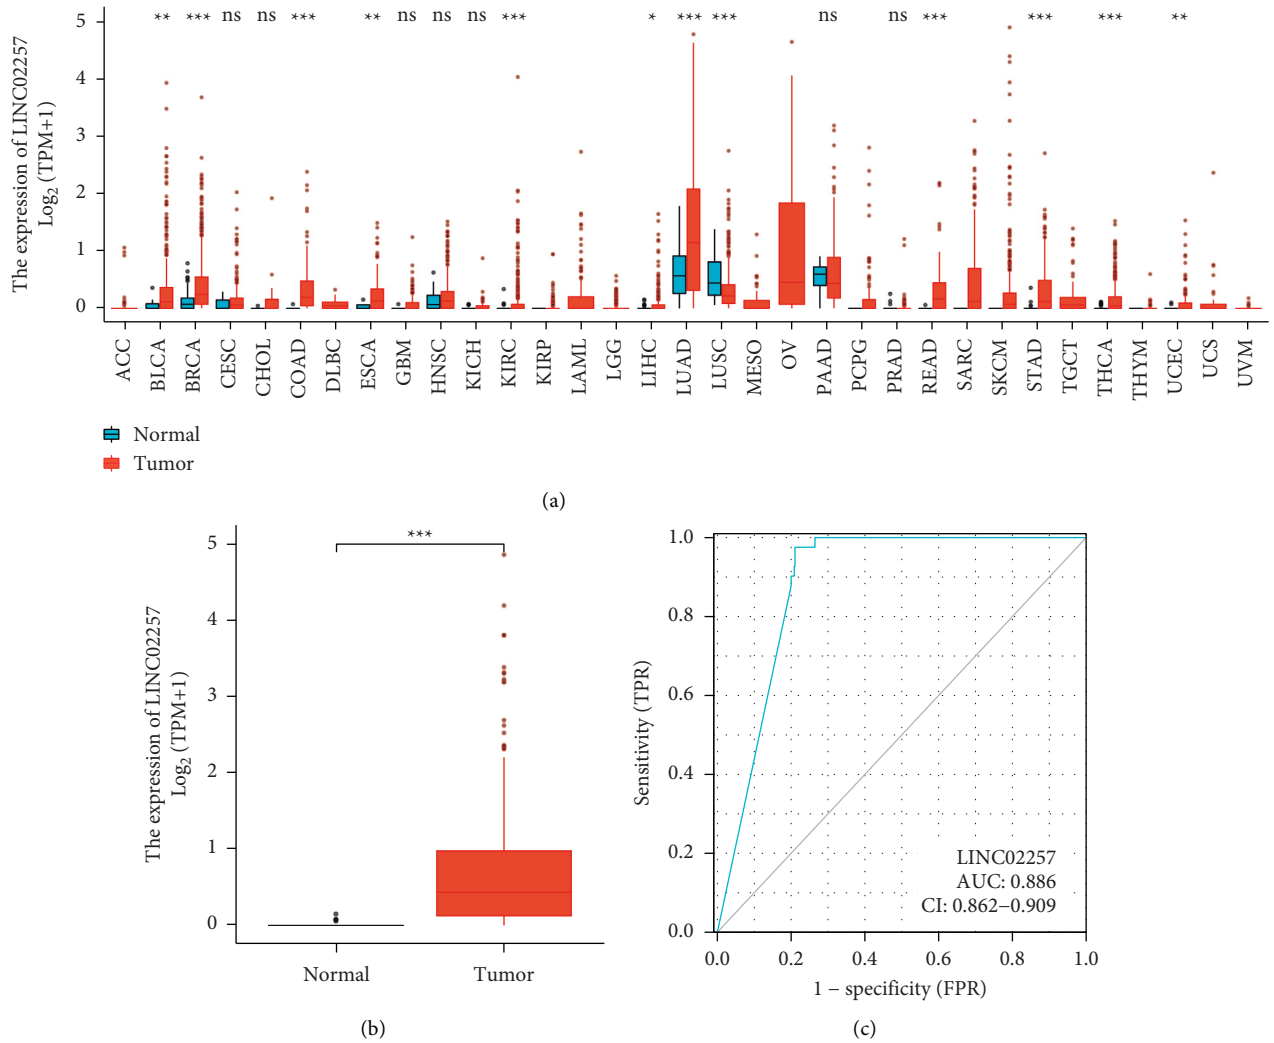 The expression of LINC02257
Log2 (TPM+1)
5
4
3
2
1
0
** *** ns ns *** ** ns ns ns *** * *** *** ns ns *** *** *** **
ACC BLCA BRCA CESC CHOL COAD DLBC ESCA GBM HNSC KICH KIRC KIRP LAML LGG LIHC LUAD LUSC MESO OV PAAD PCPG PRAD READ SARC SKCM STAD TGCT THCA THYM UCEC UCS UVM
Normal
Tumor
(a)
The expression of LINC02257
Log2 (TPM+1)
5
4
3
2
1
0
***
Normal Tumor
(b)
Sensitivity (TPR)
1.0
0.8
0.6
0.4
0.2
0.0
LINC02257
AUC: 0.886
CI: 0.862−0.909
0.0 0.2 0.4 0.6 0.8 1.0
1 − specificity (FPR)
(c)